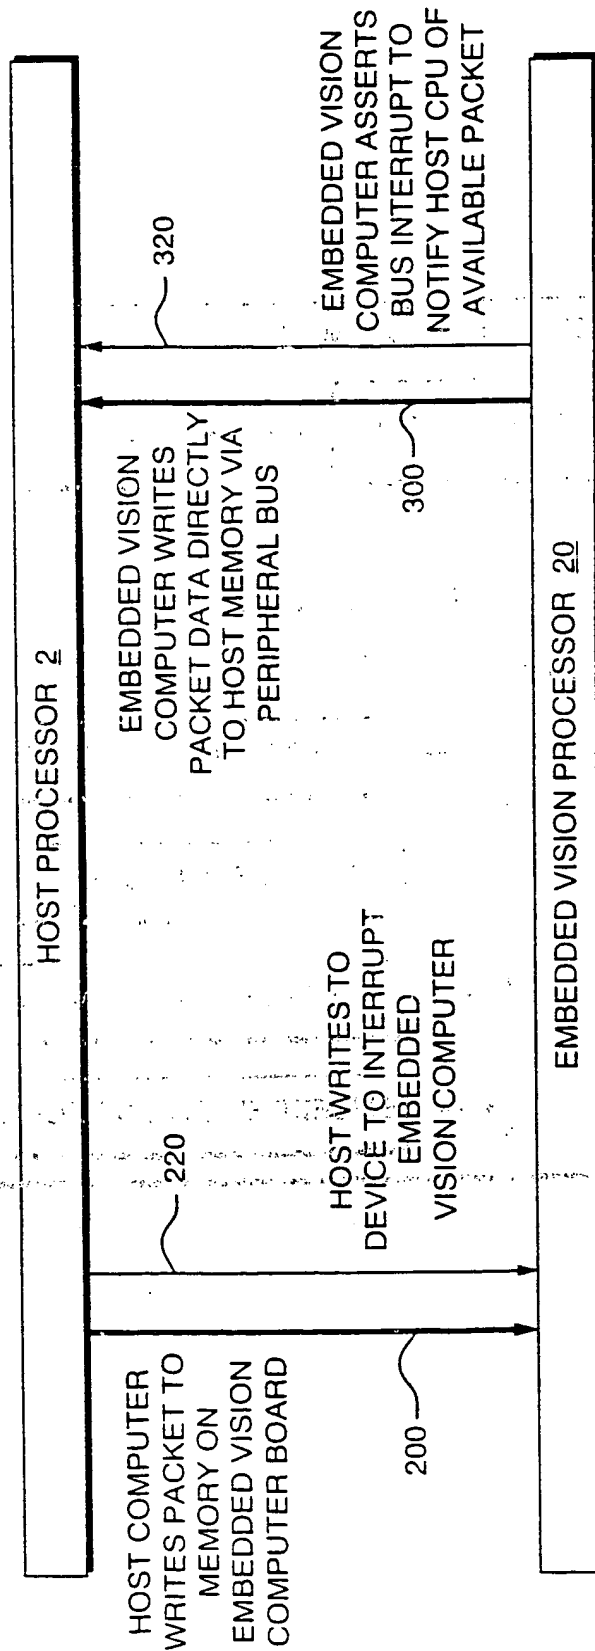 HOST PROCESSOR 2
HOST COMPUTER
WRITES PACKET TO
MEMORY ON
EMBEDDED VISION
COMPUTER BOARD
200
220
HOST WRITES TO
DEVICE TO INTERRUPT
EMBEDDED
VISION COMPUTER
EMBEDDED VISION
COMPUTER WRITES
PACKET DATA DIRECTLY
TO HOST MEMORY VIA
PERIPHERAL BUS
300
320
EMBEDDED VISION
COMPUTER ASSERTS
BUS INTERRUPT TO
NOTIFY HOST CPU OF
AVAILABLE PACKET
EMBEDDED VISION PROCESSOR 20